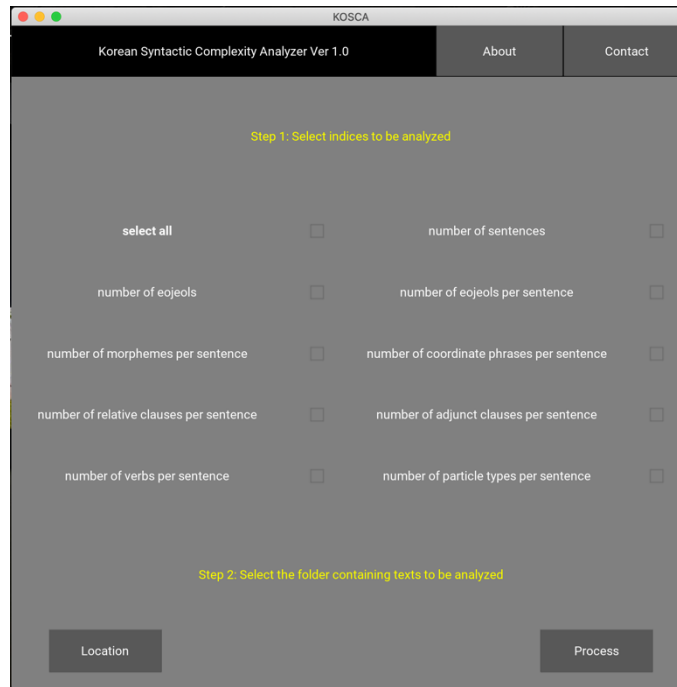 KOSCA
Korean Syntactic Complexity Analyzer Ver 1.0
About
Contact
Step 1: Select indices to be analyzed
select all
number of sentences
number of eojeols
number of eojeols per sentence
number of morphemes per sentence
number of coordinate phrases per sentence
number of relative clauses per sentence
number of adjunct clauses per sentence
number of verbs per sentence
number of particle types per sentence
Step 2: Select the folder containing texts to be analyzed
Location
Process